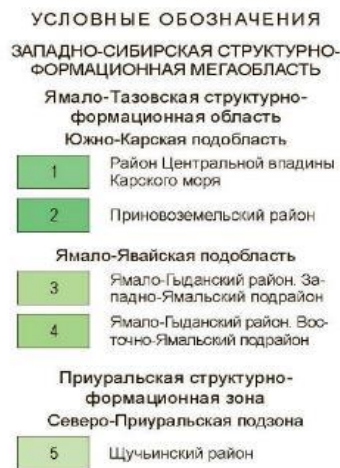 УСЛОВНЫЕ ОБОЗНАЧЕНИЯ
ЗАПАДНО-СИБИРСКАЯ СТРУКТУРНО-
ФОРМАЦИОННАЯ МЕГАОБЛАСТЬ
Ямало-Тазовская структурно-
формационная область
Южно-Карская подобласть
1 Район Центральной впадины
Карского моря
2 Приновоземельский район
Ямало-Явайская подобласть
3 Ямало-Гыданский район. За-
падно-Ямальский подрайон
4 Ямало-Гыданский район. Вос-
точно-Ямальский подрайон
Приуральская структурно-
формационная зона
Северо-Приуральская подзона
5 Щучьинский район